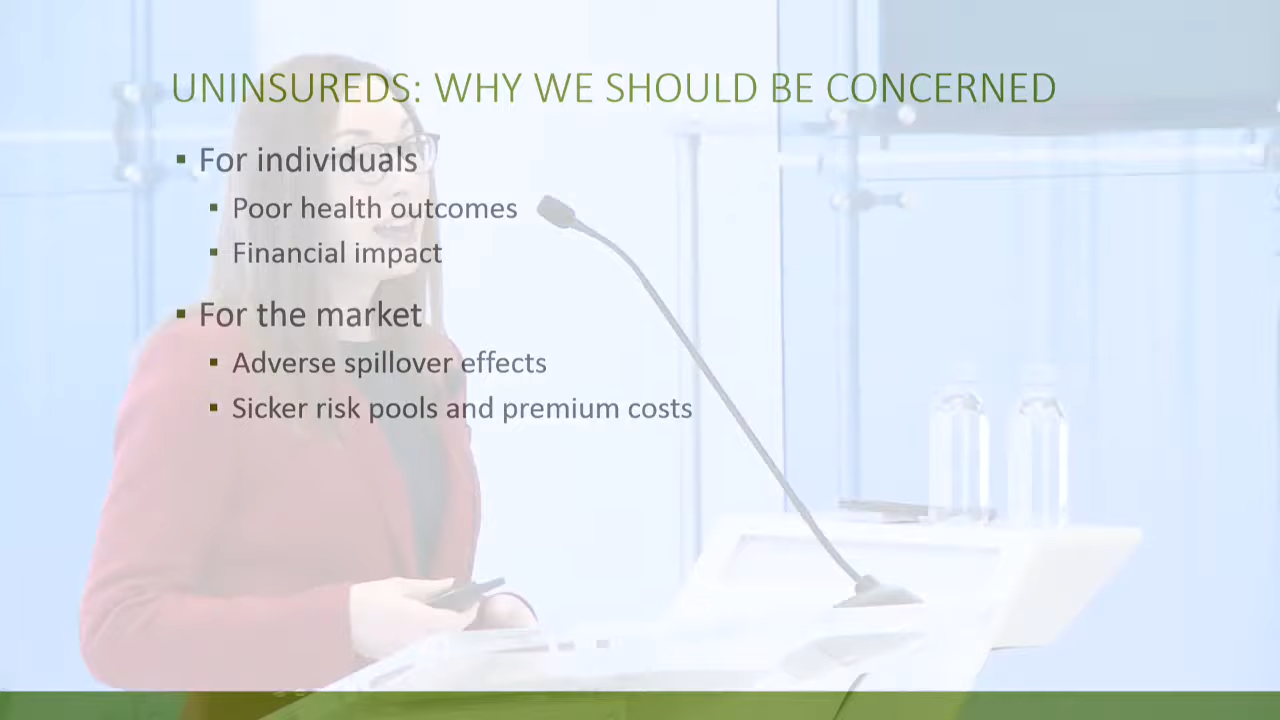 UNINSUREDS: WHY WE SHOULD BE CONCERNED
▪ For individuals
▪ Poor health outcomes
▪ Financial impact
▪ For the market
▪ Adverse spillover effects
▪ Sicker risk pools and premium costs